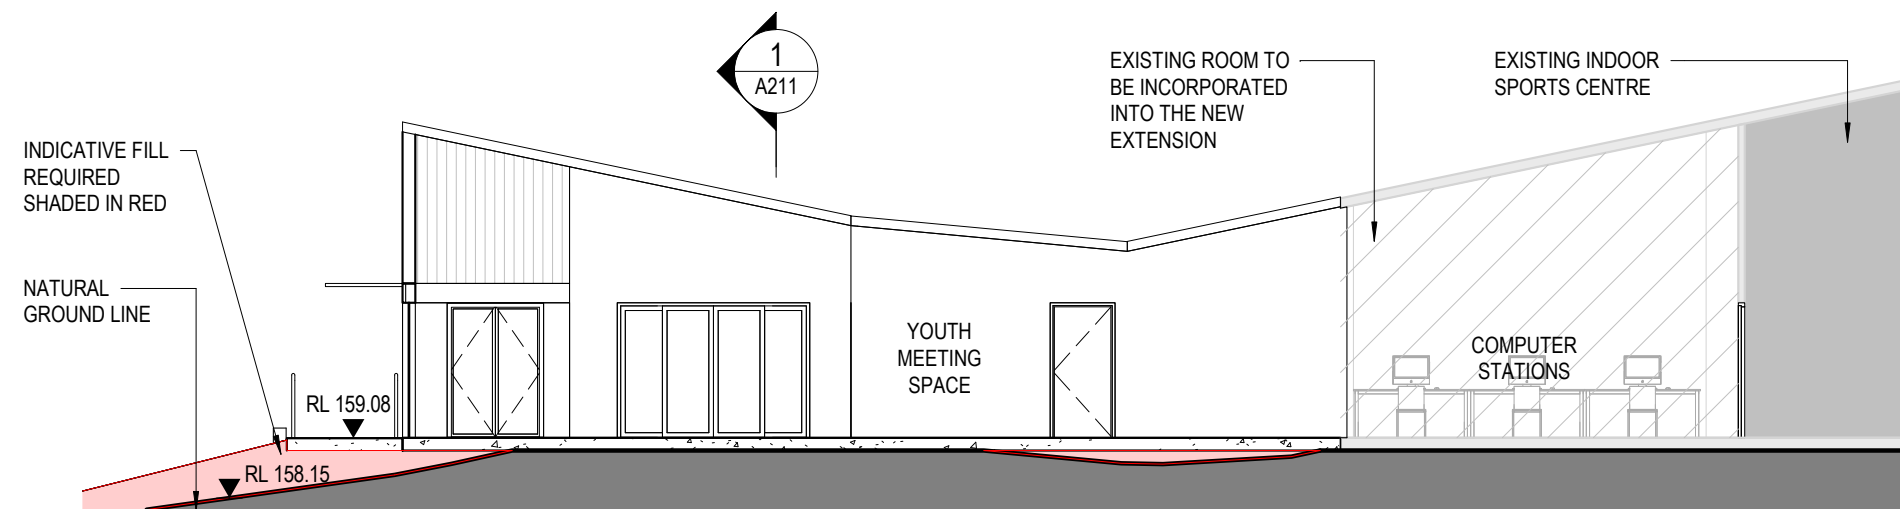 1
A211
EXISTING ROOM TO
BE INCORPORATED
INTO THE NEW
EXTENSION
EXISTING INDOOR
SPORTS CENTRE
INDICATIVE FILL
REQUIRED
SHADED IN RED
NATURAL
GROUND LINE
YOUTH
MEETING
SPACE
COMPUTER
STATIONS
RL 159.08
RL 158.15